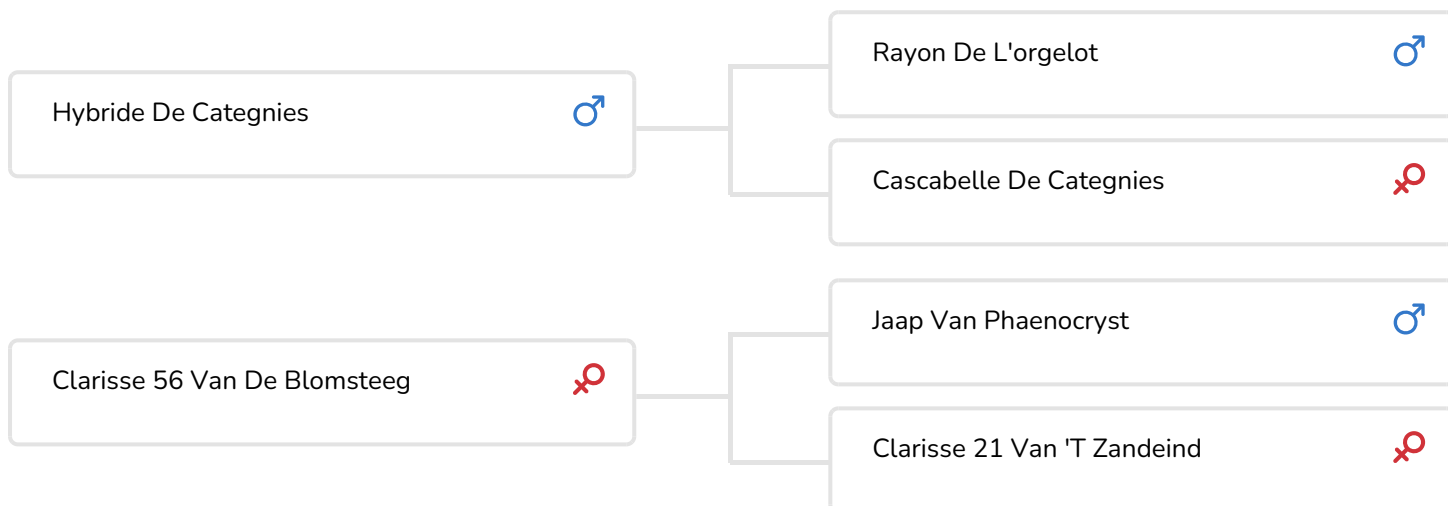 Rayon De L'orgelot
Hybride De Categnies
Cascabelle De Categnies
Jaap Van Phaenocryst
Clarisse 56 Van De Blomsteeg
Clarisse 21 Van 'T Zandeind